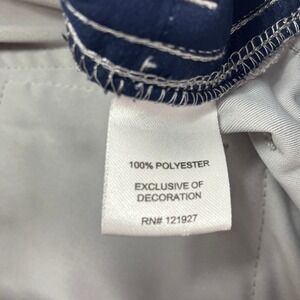 100% POLYESTER
EXCLUSIVE OF
DECORATION
RN# 121927